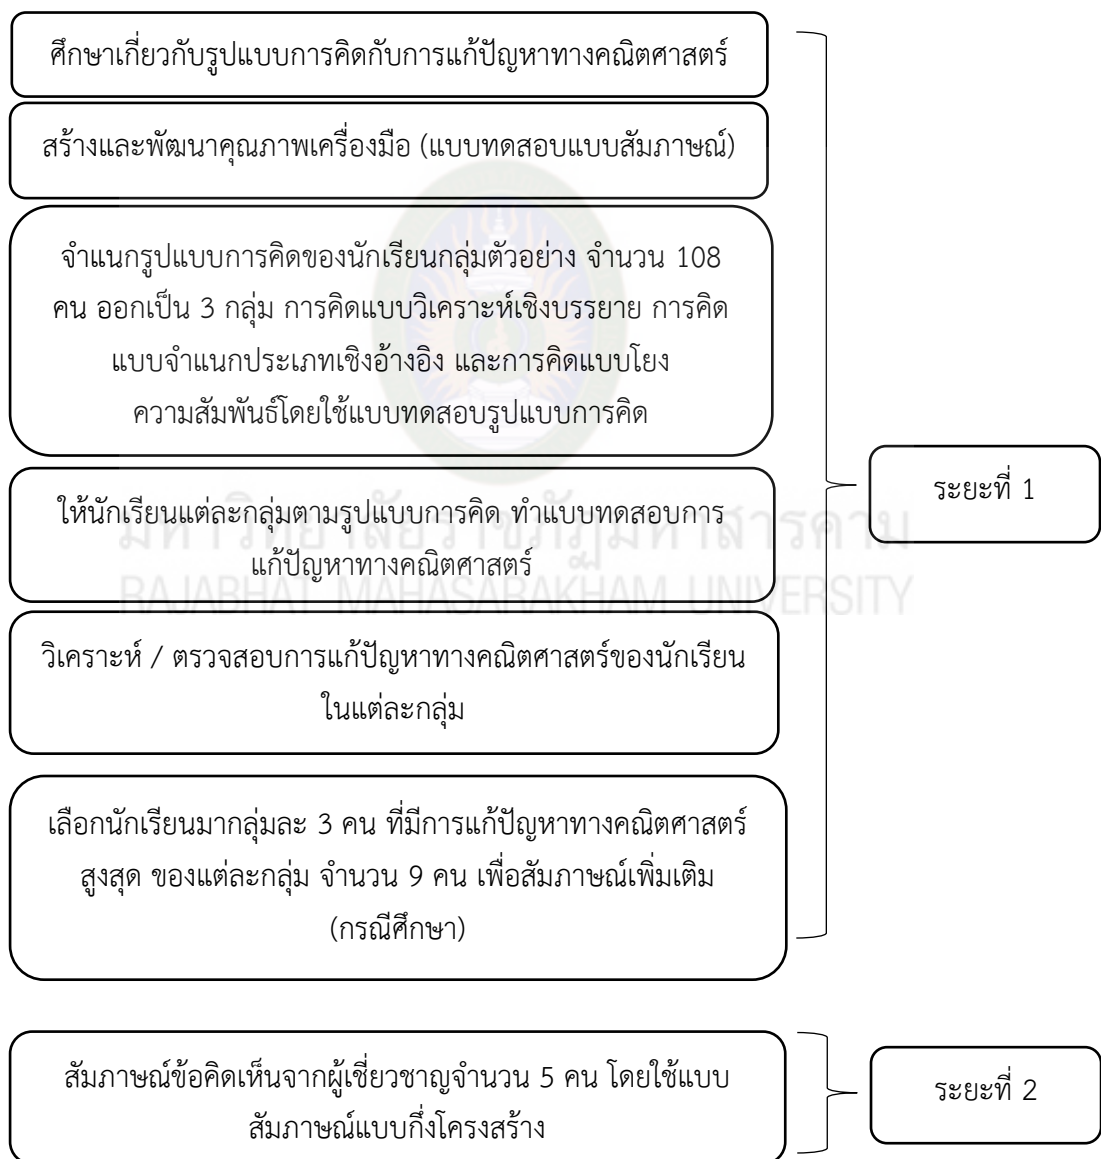 ศึกษาเกี่ยวกับรูปแบบการคิดกับการแก้ปัญหาทางคณิตศาสตร์
สร้างและพัฒนาคุณภาพเครื่องมือ (แบบทดสอบแบบสัมภาษณ์)
จำแนกรูปแบบการคิดของนักเรียนกลุ่มตัวอย่าง จำนวน 108
คน ออกเป็น 3 กลุ่ม การคิดแบบวิเคราะห์เชิงบรรยาย การคิด
แบบจำแนกประเภทเชิงอ้างอิง และการคิดแบบโยง
ความสัมพันธ์โดยใช้แบบทดสอบรูปแบบการคิด
ให้นักเรียนแต่ละกลุ่มตามรูปแบบการคิด ทำแบบทดสอบการ
แก้ปัญหาทางคณิตศาสตร์
วิเคราะห์ / ตรวจสอบการแก้ปัญหาทางคณิตศาสตร์ของนักเรียน
ในแต่ละกลุ่ม
เลือกนักเรียนมากลุ่มละ 3 คน ที่มีการแก้ปัญหาทางคณิตศาสตร์
สูงสุด ของแต่ละกลุ่ม จำนวน 9 คน เพื่อสัมภาษณ์เพิ่มเติม
(กรณีศึกษา)
ระยะที่ 1
มหาวิทยาลัยราชภัฏมหาสารคาม
RAJABHAT MAHASARAKHAM UNIVERSITY
สัมภาษณ์ข้อคิดเห็นจากผู้เชี่ยวชาญจำนวน 5 คน โดยใช้แบบ
สัมภาษณ์แบบกึ่งโครงสร้าง
ระยะที่ 2